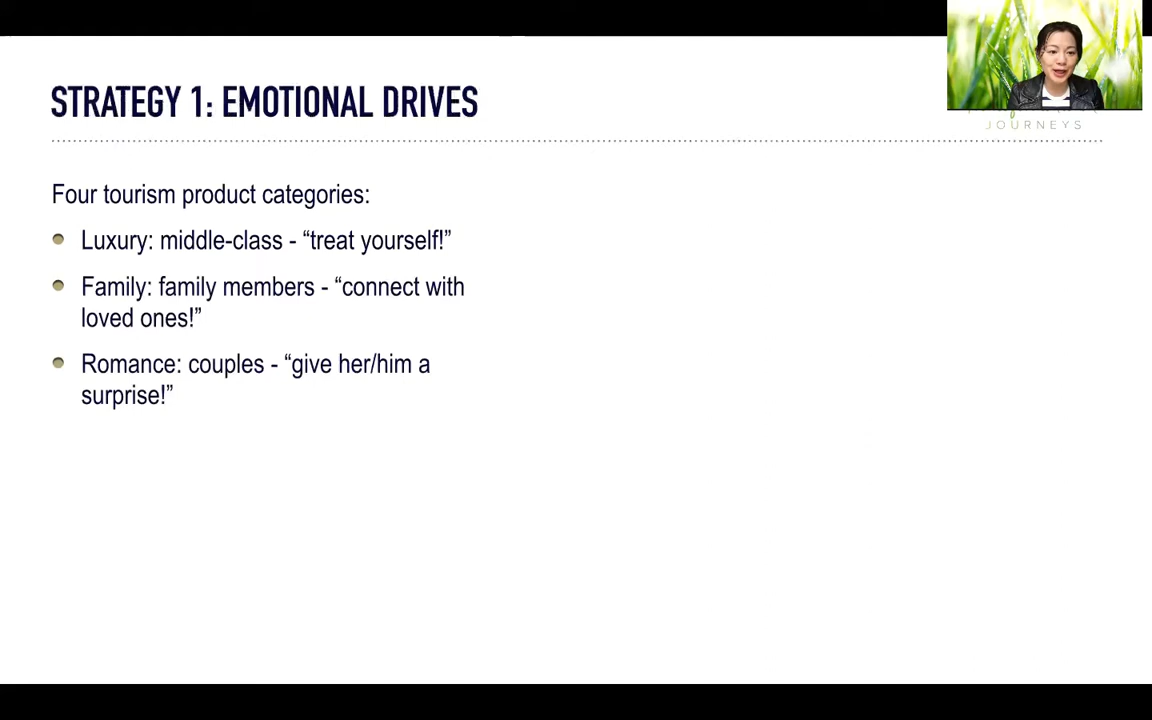 STRATEGY 1: EMOTIONAL DRIVES
JOURNEYS
Four tourism product categories:
Luxury: middle-class - “treat yourself!”
Family: family members - “connect with
loved ones!”
Romance: couples - “give her/him a
surprise!”